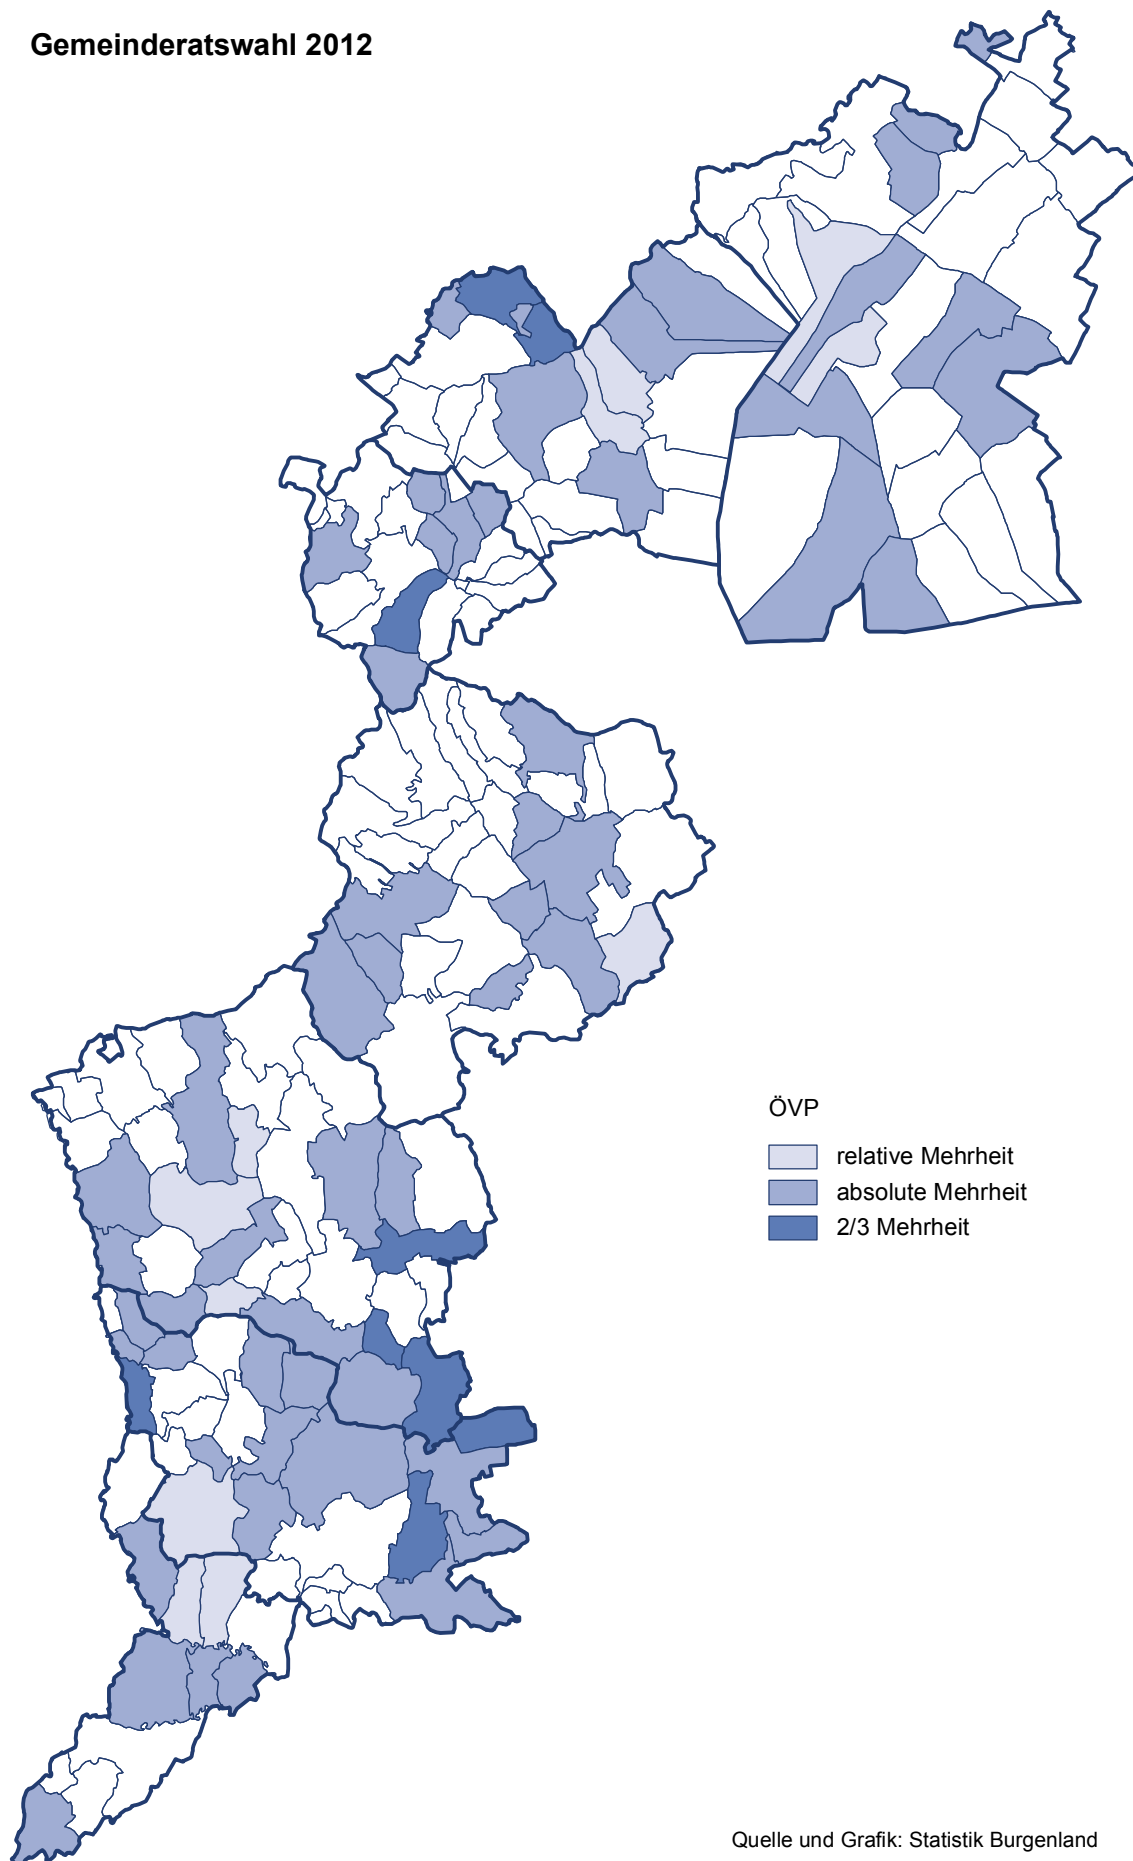 Gemeinderatswahl 2012
ÖVP
relative Mehrheit
absolute Mehrheit
2/3 Mehrheit
Quelle und Grafik: Statistik Burgenland